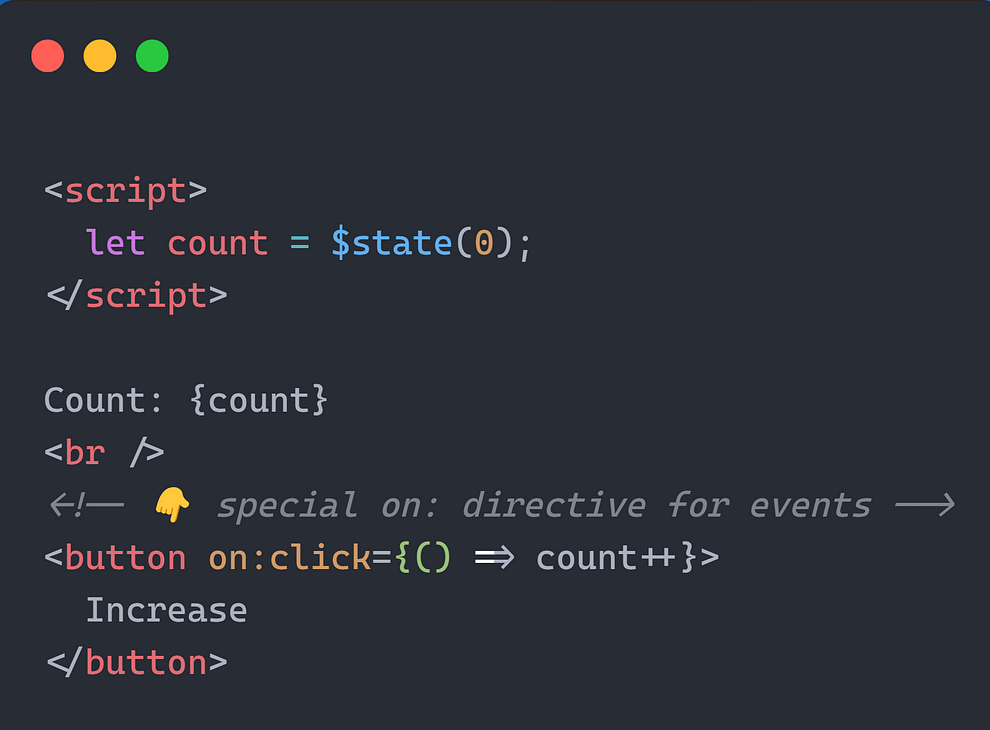 <script>
  let count = $state(0);
</script>

Count: {count}
<br />
<!-- 👇 special on: directive for events -->
<button on:click={() => count++}>
  Increase
</button>